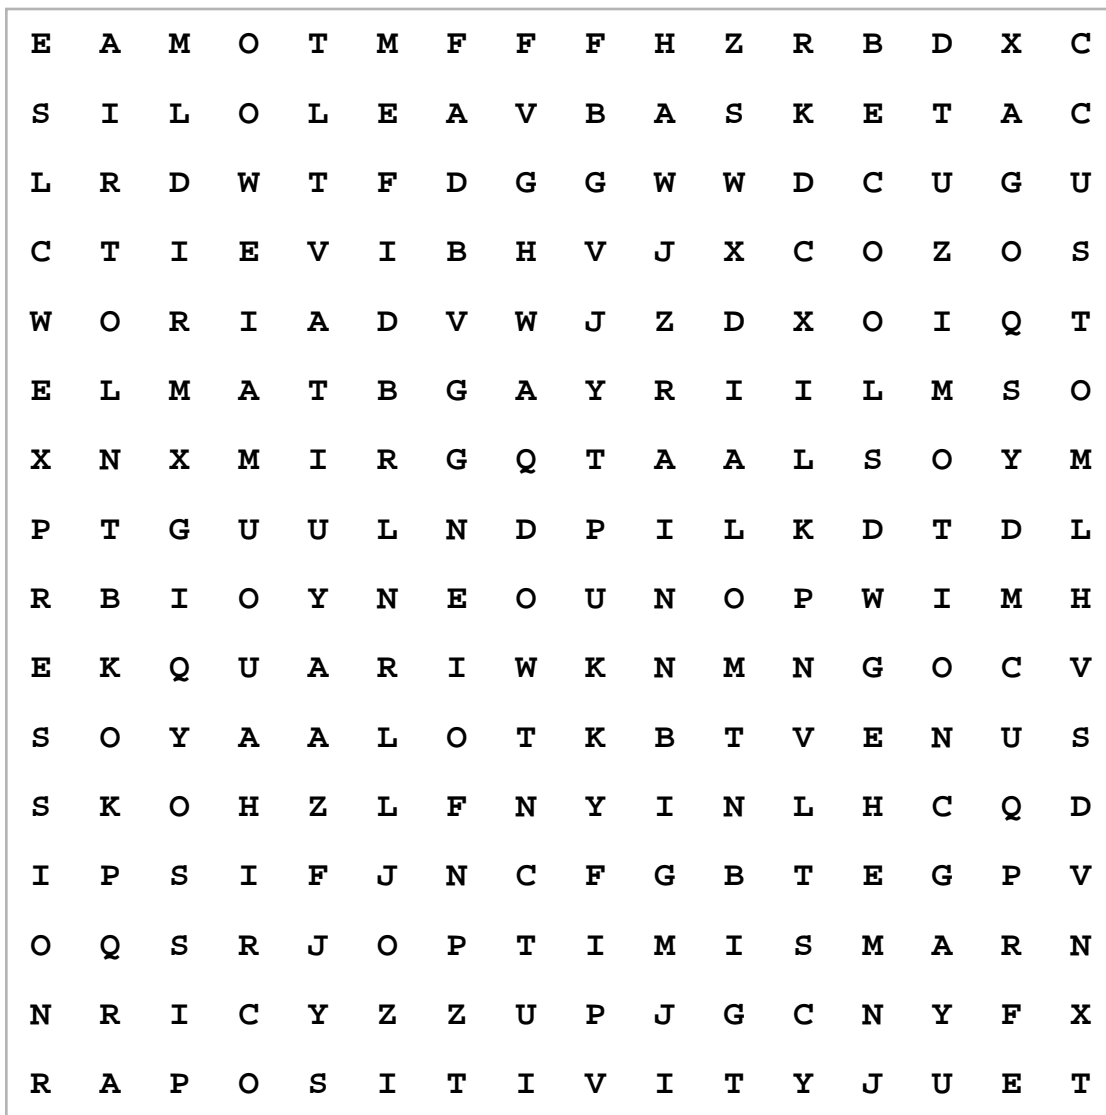 E A M O T M F F F H Z R B D X C
S I L O L E A V B A S K E T A C
L R D W T F D G G W W D C U G U
C T I E V I B H V J X C O Z O S
W O R I A D V W J Z D X O I Q T
E L M A T B G A Y R I I L M S O
X N X M I R G Q T A A L S O Y M
P T G U U L N D P I L K D T D L
R B I O Y N E O U N O P W I M H
E K Q U A R I W K N M N G O C V
S O Y A A L O T K B T V E N U S
S K O H Z L F N Y I N L H C Q D
I P S I F J N C F G B T E G P V
O Q S R J O P T I M I S M A R N
N R I C Y Z Z U P J G C N Y F X
R A P O S I T I V I T Y J U E T